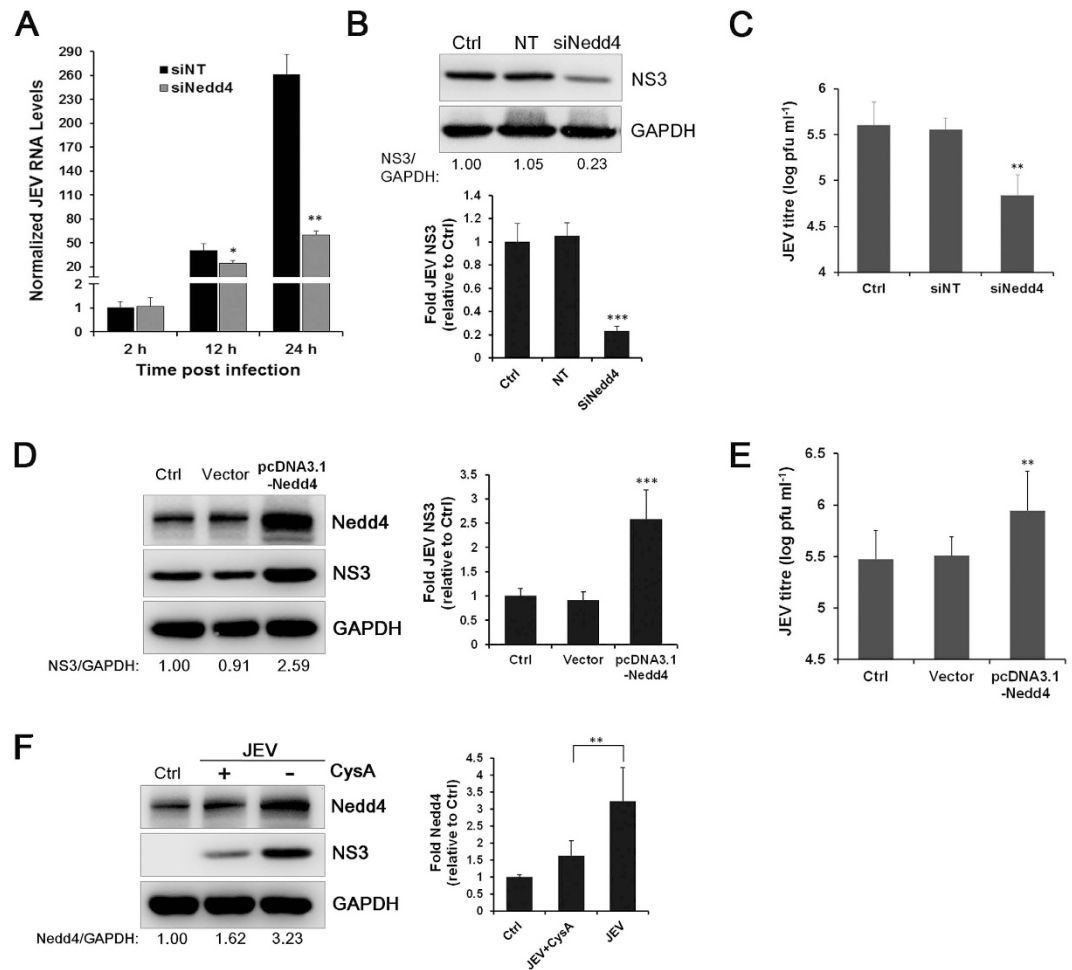 A
Normalized JEV RNA Levels
290
260
230
200
170
140
110
80
50
20
2
1
0
siNT
siNedd4
*
**
2 h
12 h
24 h
Time post infection
B
Ctrl
NT
siNedd4
NS3
GAPDH
NS3/
GAPDH:
1.00
1.05
0.23
Fold JEV NS3
(relative to Ctrl)
1.4
1.2
1
0.8
0.6
0.4
0.2
0
***
Ctrl
NT
SiNedd4
C
JEV titre (log pfu ml-1)
6
5.5
5
4.5
4
**
Ctrl
siNT
siNedd4
D
Ctrl
Vector
pcDNA3.1
-Nedd4
Nedd4
NS3
GAPDH
NS3/GAPDH:
1.00
0.91
2.59
Fold JEV NS3
(relative to Ctrl)
3.5
3
2.5
2
1.5
1
0.5
0
***
Ctrl
Vector
pcDNA3.1
-Nedd4
E
JEV titre (log pfu ml-1)
6.5
6
5.5
5
4.5
**
Ctrl
Vector
pcDNA3.1
-Nedd4
F
JEV
Ctrl
+
-
CysA
Nedd4
NS3
GAPDH
Nedd4/GAPDH:
1.00
1.62
3.23
Fold Nedd4
(relative to Ctrl)
4.5
4
3.5
3
2.5
2
1.5
1
0.5
0
**
Ctrl
JEV+CysA
JEV